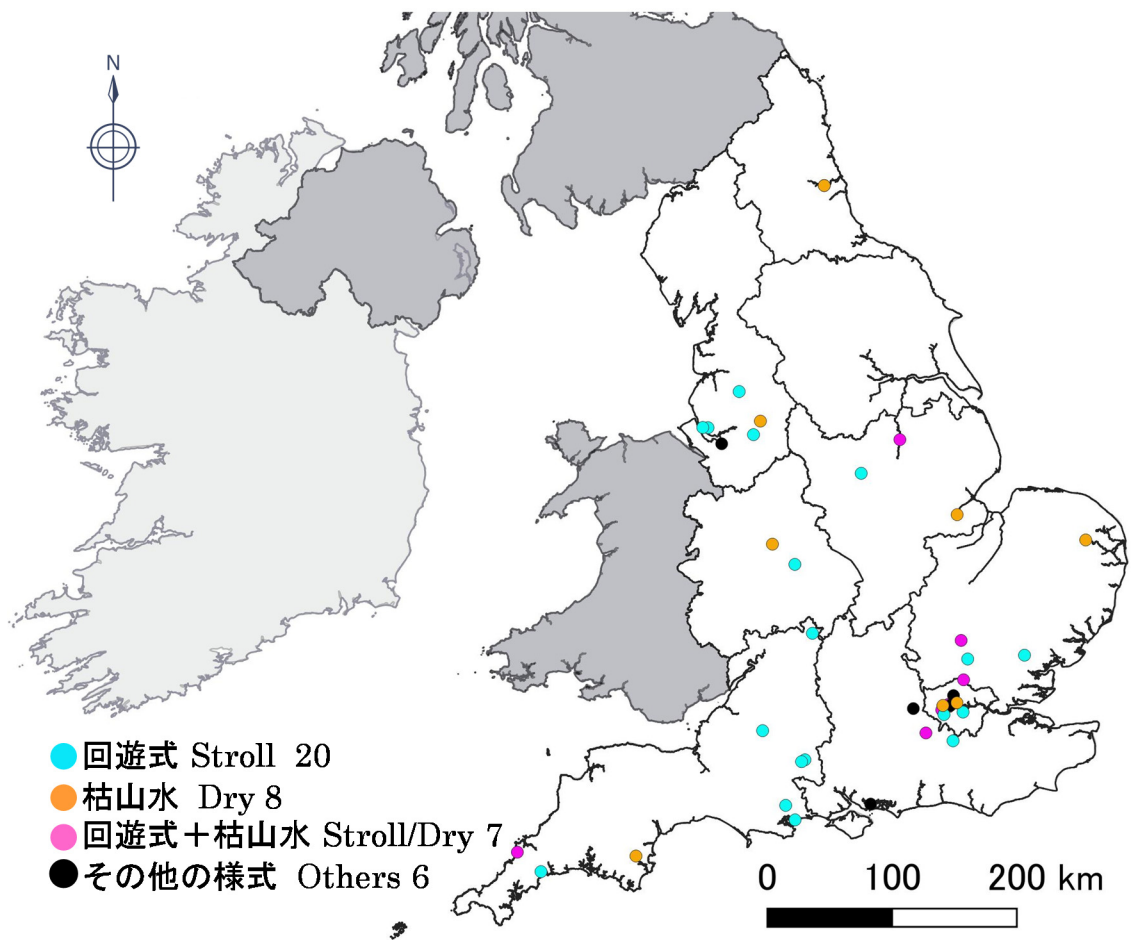 N
回遊式 Stroll 20
枯山水 Dry 8
回遊式＋枯山水 Stroll/Dry 7
その他の様式 Others 6
0 100 200 km